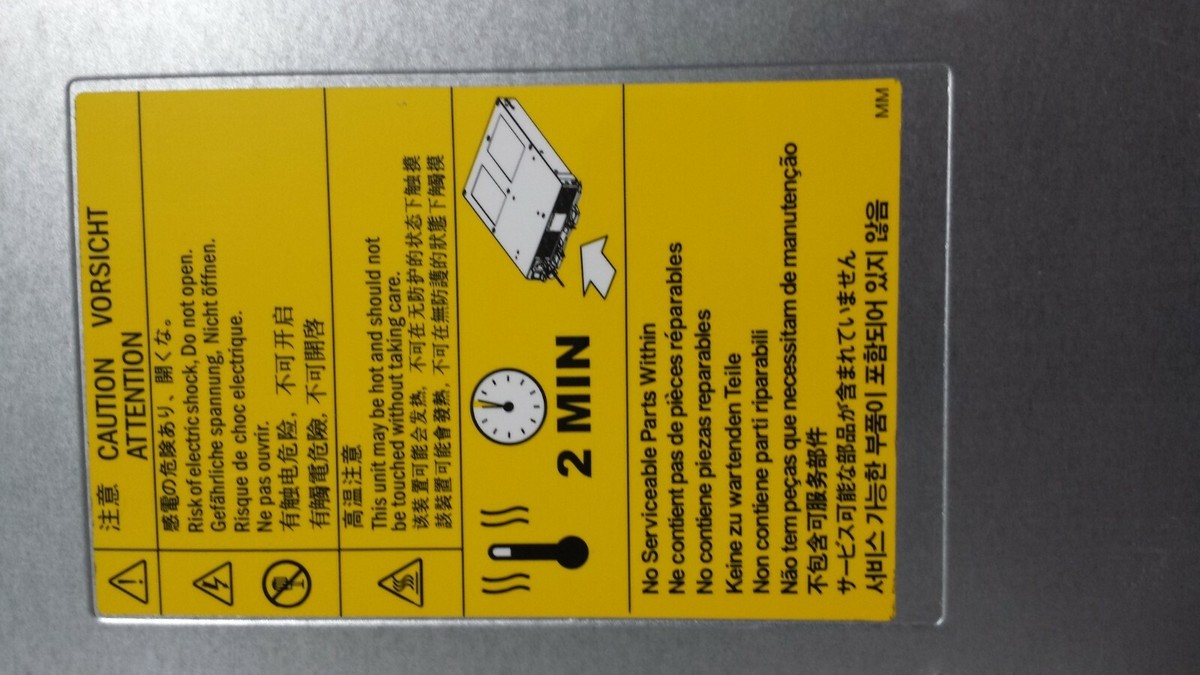 注意 CAUTION VORSICHT
ATTENTION
感電の危険あり、開くな。
Risk of electric shock, Do not open.
Gefährliche spannung, Nicht öffnen.
Risque de choc electrique.
Ne pas ouvrir.
有触电危险, 不可开启
有觸電危險, 不可開啓
高温注意
This unit may be hot and should not
be touched without taking care.
该装置可能会发热, 不可在无防护的状态下触摸
該裝置可能會發熱, 不可在無防護的狀態下觸摸
2 MIN
No Serviceable Parts Within
Ne contient pas de pièces réparables
No contiene piezas reparables
Keine zu wartenden Teile
Non contiene parti riparabili
Não tem peças que necessitam de manutenção
不包含可服务部件
サービス可能な部品が含まれていません
서비스 가능한 부품이 포함되어 있지 않음
MM